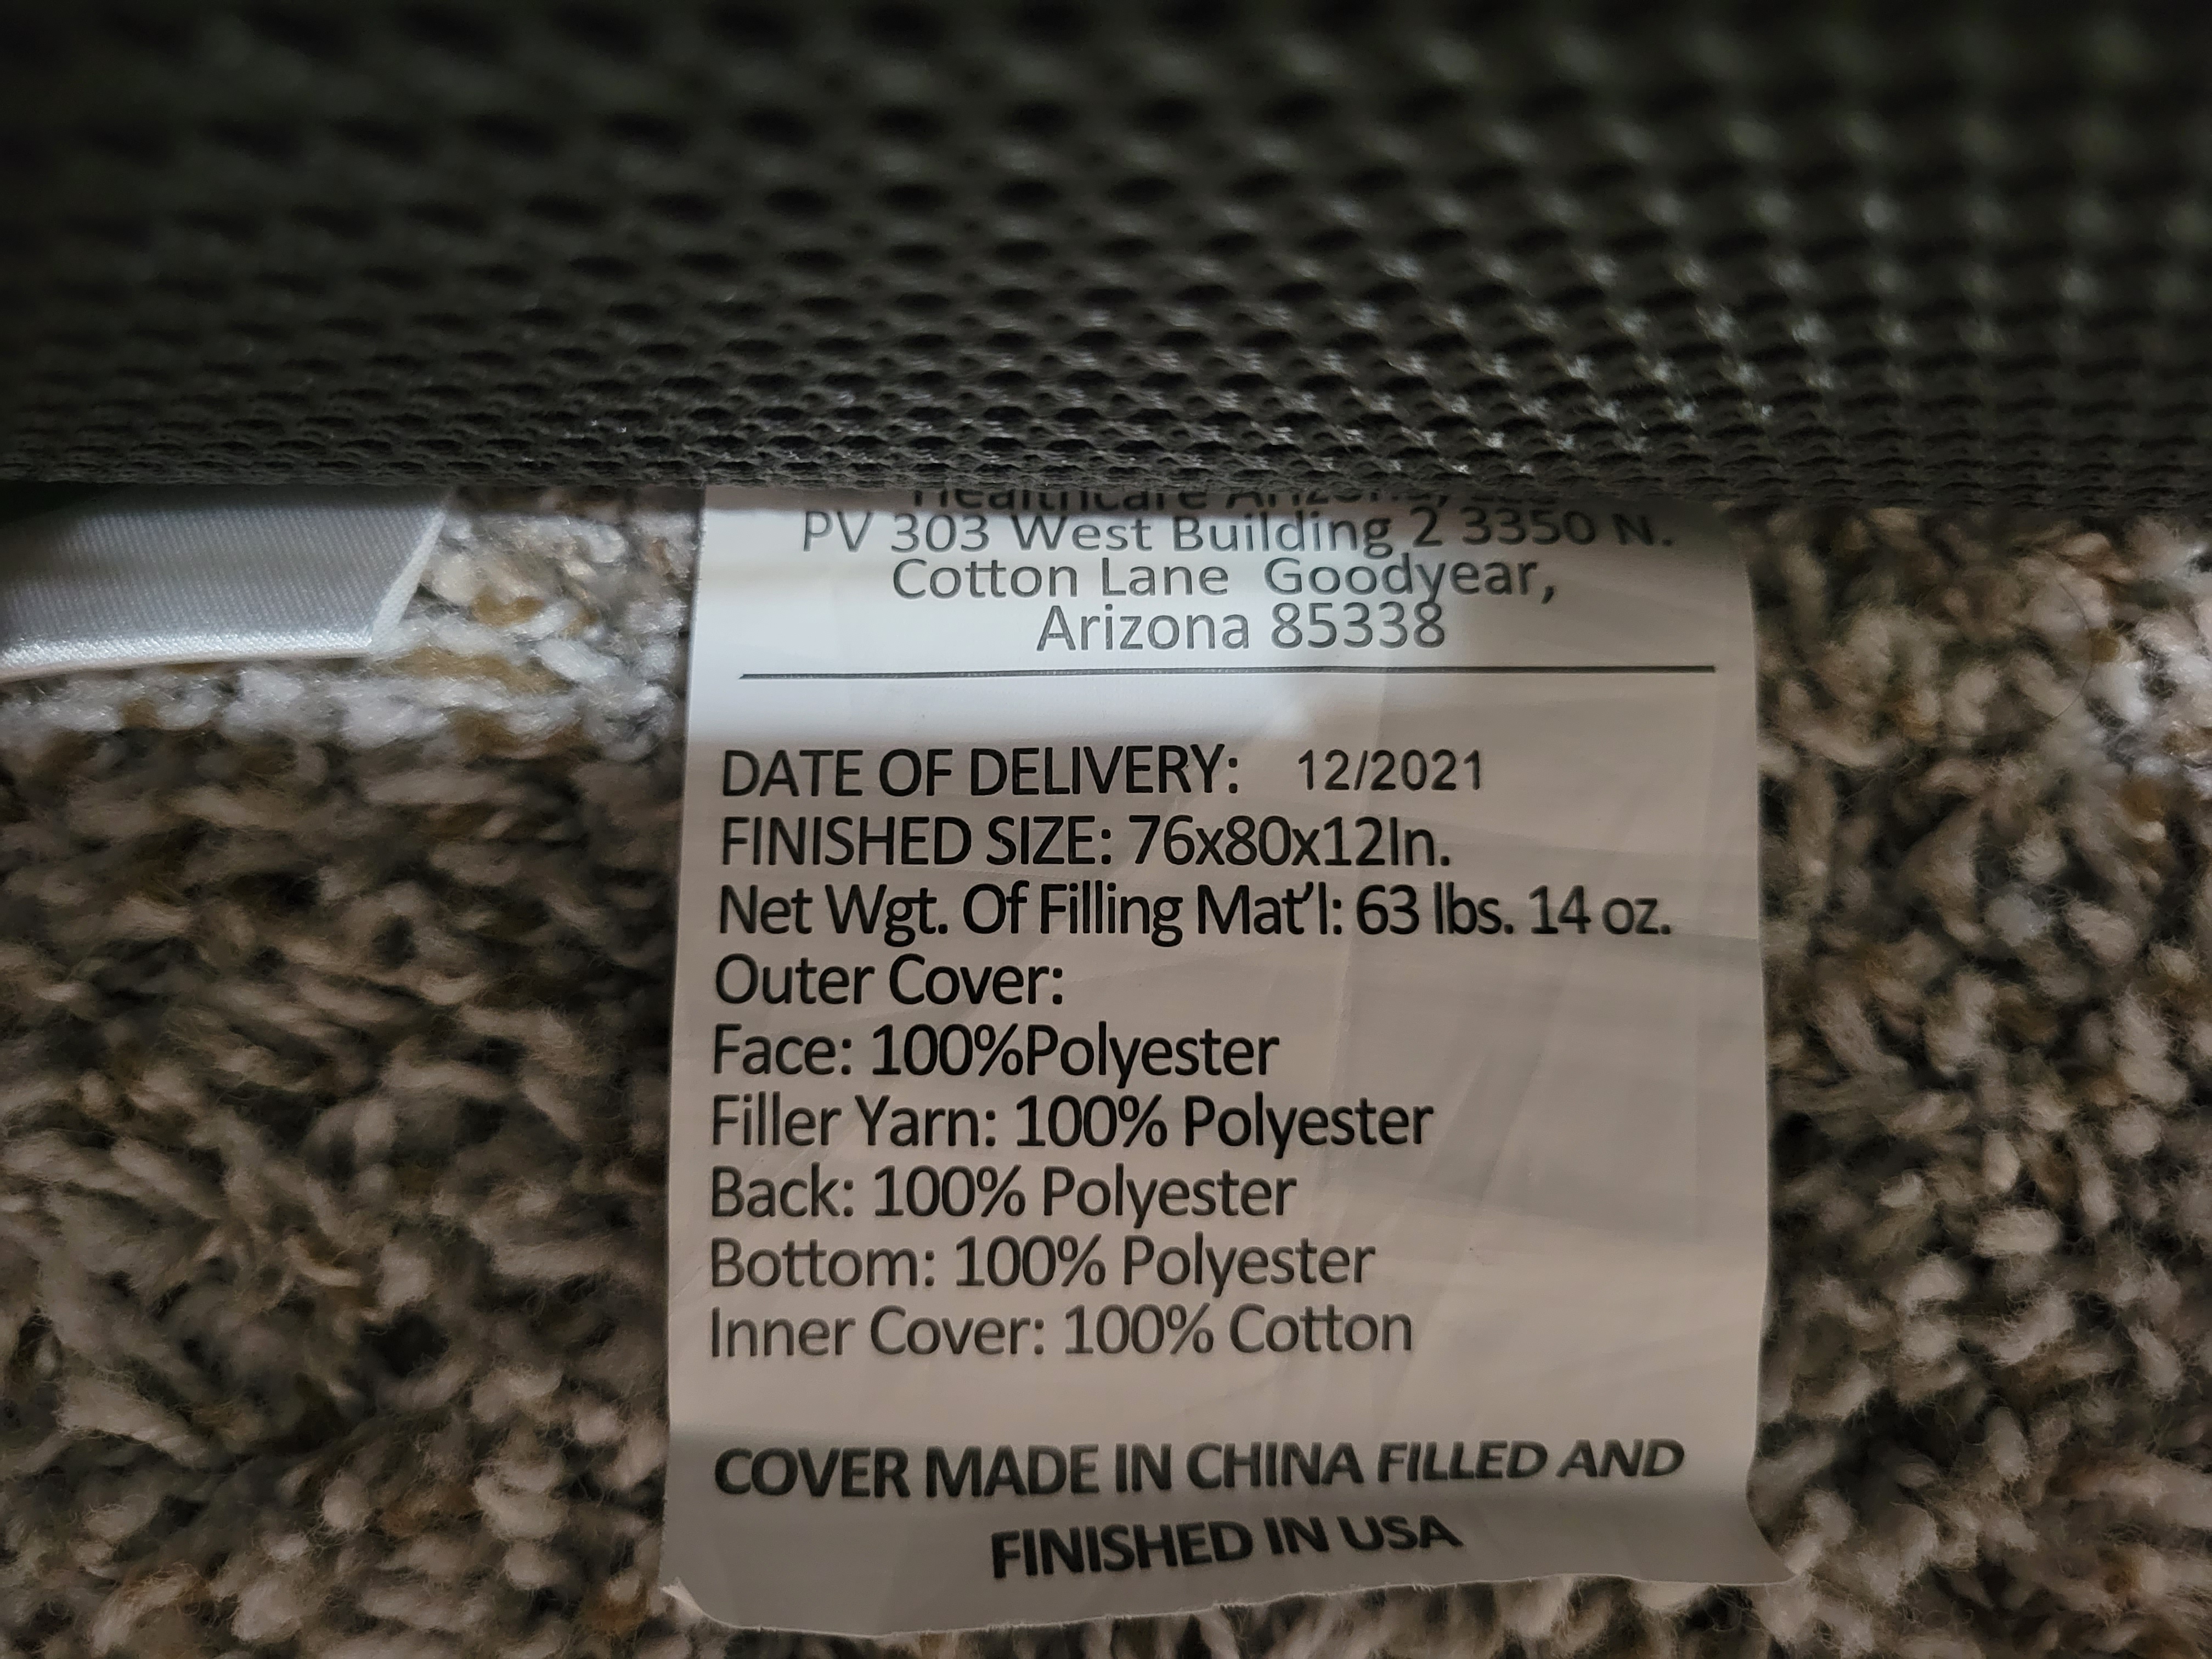 Healthcare Arizona,
PV 303 West Building 2 3350 N.
Cotton Lane Goodyear,
Arizona 85338
DATE OF DELIVERY: 12/2021
FINISHED SIZE: 76x80x12In.
Net Wgt. Of Filling Mat'l: 63 lbs. 14 oz.
Outer Cover:
Face: 100%Polyester
Filler Yarn: 100% Polyester
Back: 100% Polyester
Bottom: 100% Polyester
Inner Cover: 100% Cotton
COVER MADE IN CHINA FILLED AND
FINISHED IN USA